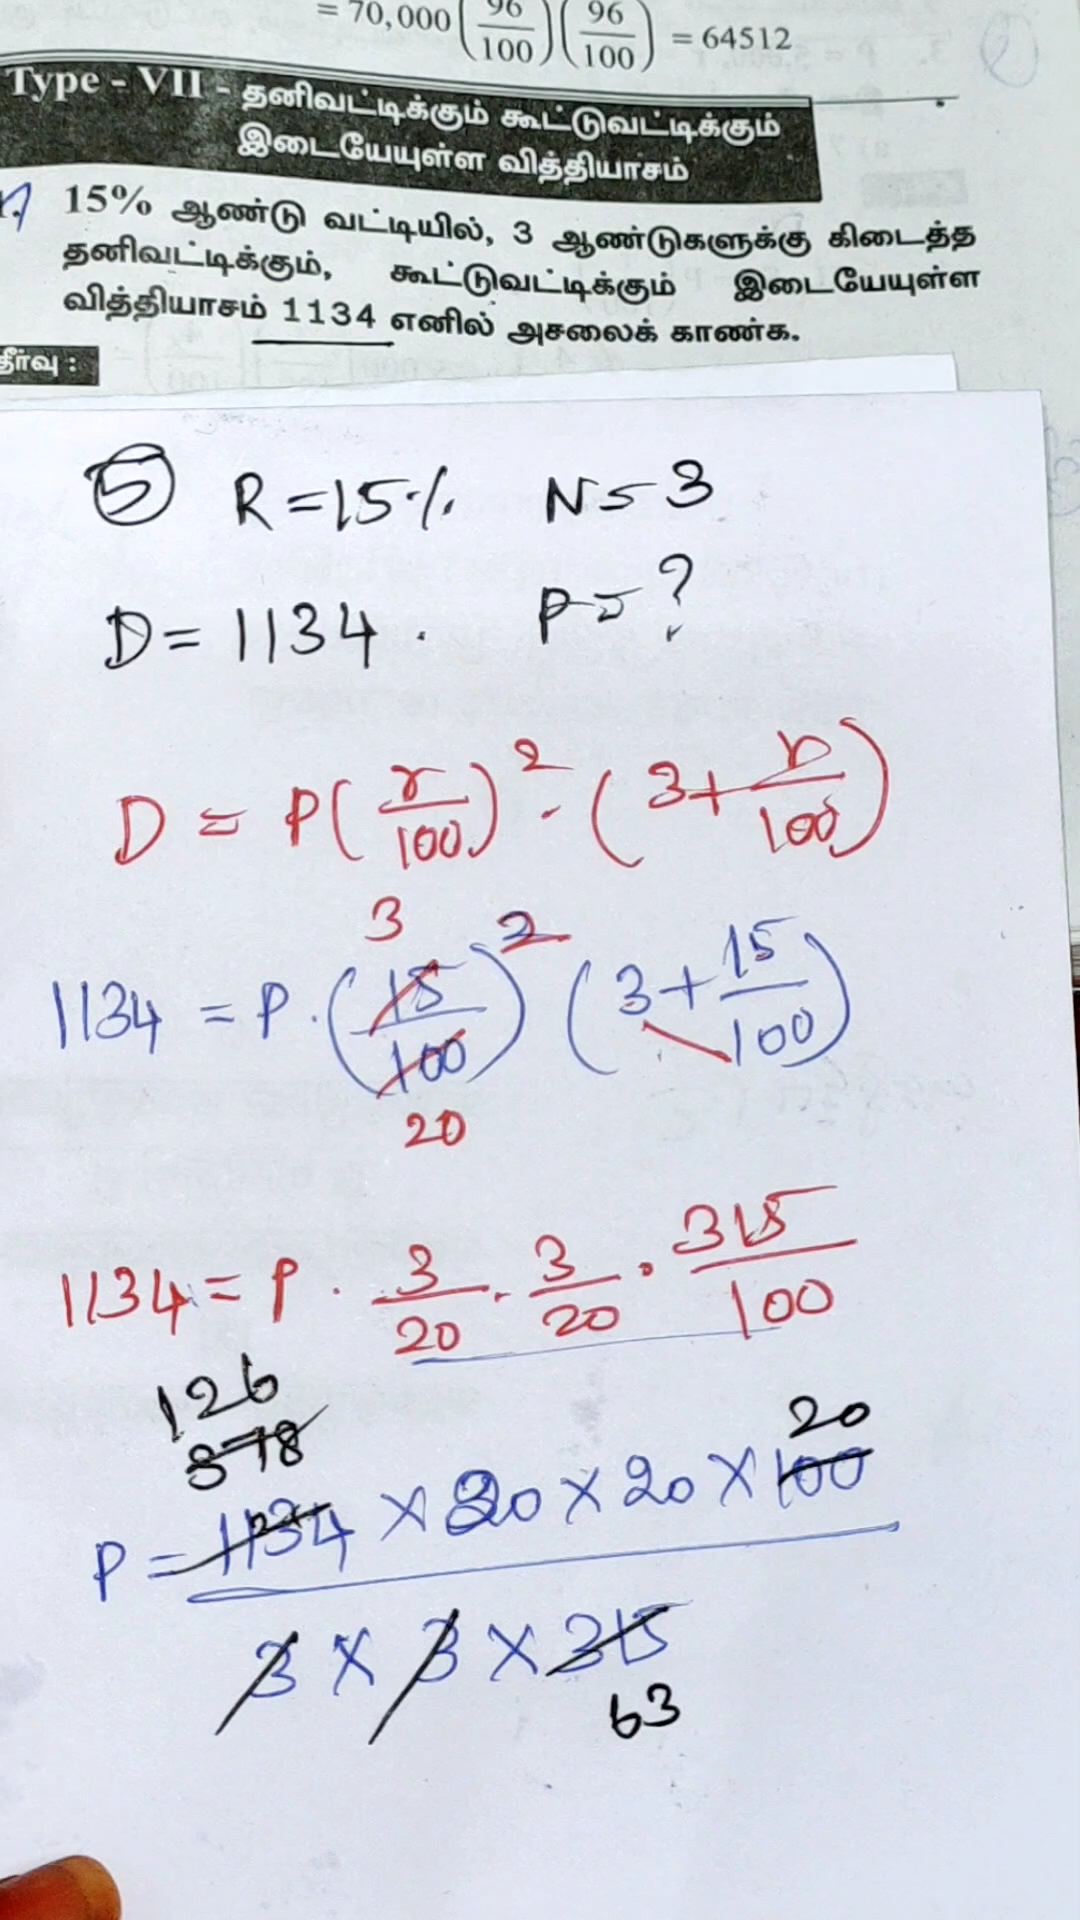 = 70,000 (96/100)(96/100) = 64512
Type - VII - தனிவட்டிக்கும் கூட்டுவட்டிக்கும்
இடையேயுள்ள வித்தியாசம்
1. 15% ஆண்டு வட்டியில், 3 ஆண்டுகளுக்கு கிடைத்த
தனிவட்டிக்கும், கூட்டுவட்டிக்கும் இடையேயுள்ள
வித்தியாசம் 1134 எனில் அசலைக் காண்க.
தீர்வு :
5 R = 15% N = 3
D = 1134. P = ?
D = P(r/100)² · (3 + r/100)
3
1134 = P · (15/100)² (3 + 15/100)
20
1134 = P · 3/20 · 3/20 · 315/100
126
378 20
P = 1134 × 20 × 20 × 100
3 × 3 × 315
63